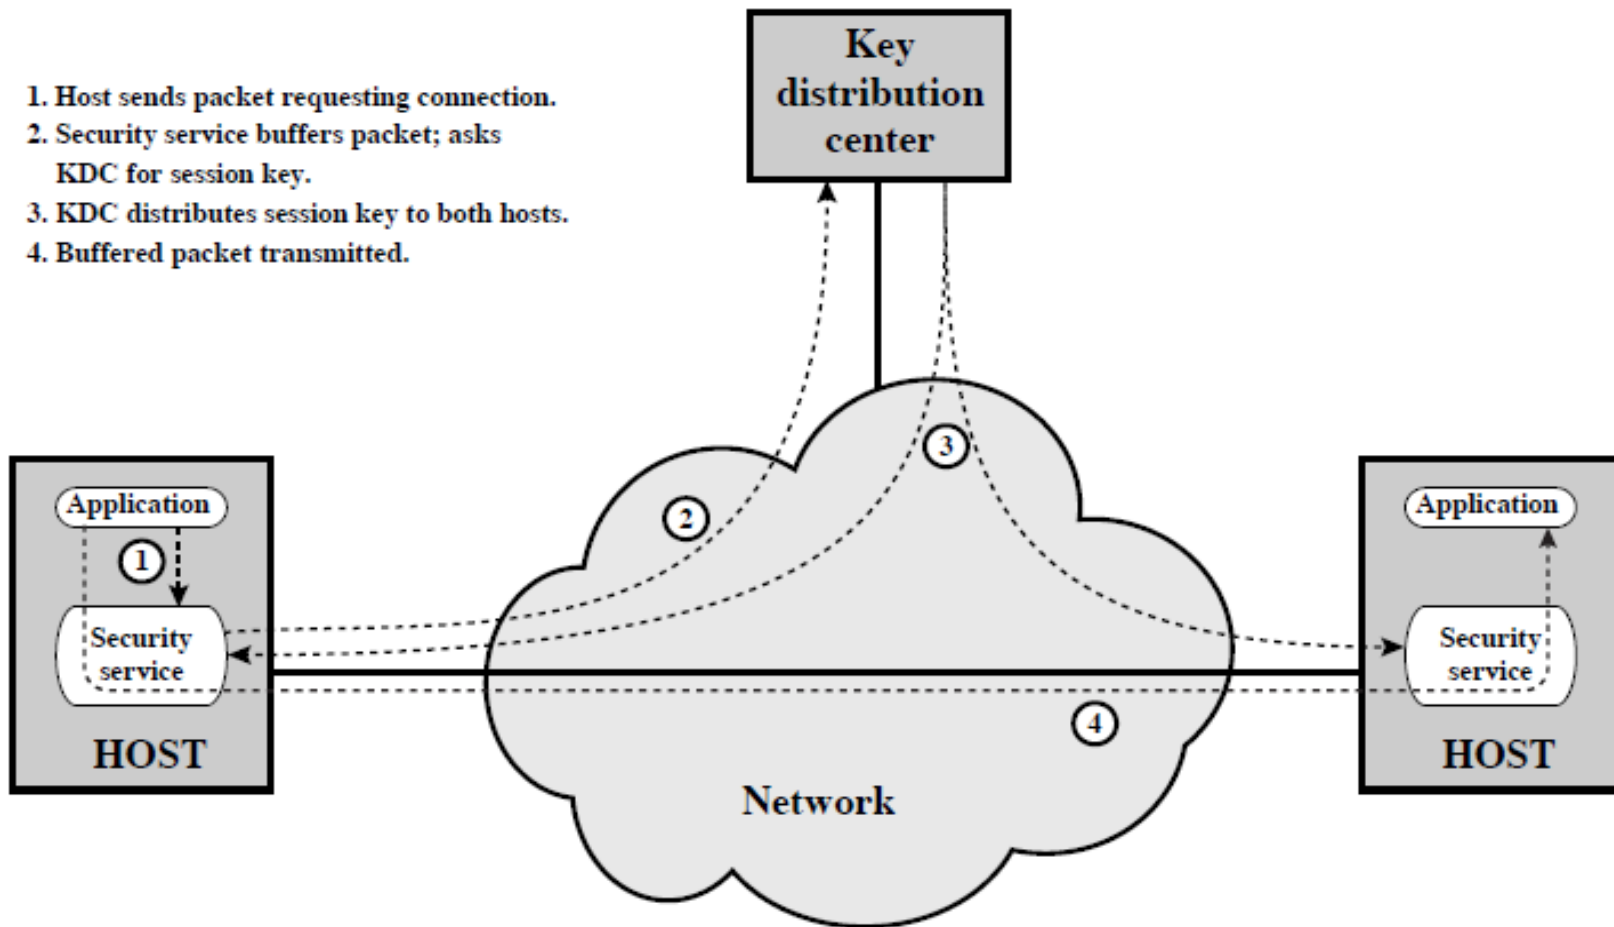 Key
distribution
center
1. Host sends packet requesting connection.
2. Security service buffers packet; asks
KDC for session key.
3. KDC distributes session key to both hosts.
4. Buffered packet transmitted.
3
2
Application
1
Security
service
HOST
Application
Security
service
HOST
4
Network